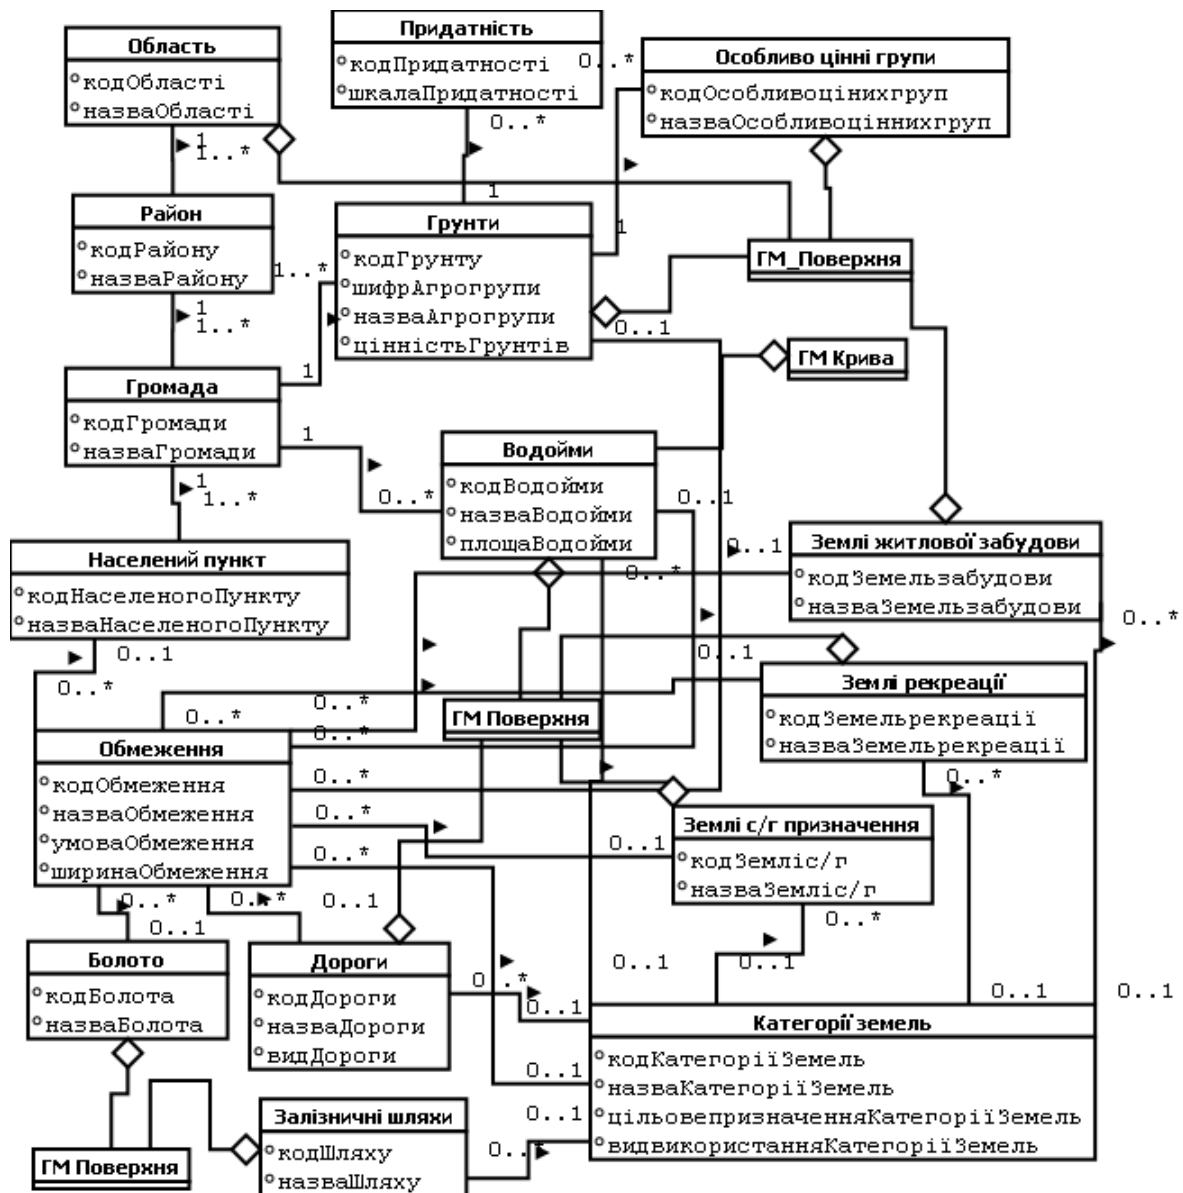 Область
кодОбласті
назваОбласті
1
1..*
Придатність
кодПридатності
шкалаПридатності
0..*
1
Особливо цінні групи
кодОсобливоцінихгруп
назваОсобливоціннихгруп
0..*
1
Район
кодРайону
назваРайону
1
1..*
Грунти
кодГрунту
шифрАгрогрупи
назваАгрогрупи
цінністьГрунтів
1..*
0..1
ГМ_Поверхня
ГМ Крива
Громада
кодГромади
назваГромади
1
1
1
1..*
Водойми
кодВодойми
назваВодойми
площаВодойми
0..*
0..1
0..*
Населений пункт
кодНаселеногоПункту
назваНаселеногоПункту
0..1
0..*
Землі житлової забудови
кодЗемельзабудови
назваЗемельзабудови
0..1
0..*
Землі рекреації
кодЗемельрекреації
назваЗемельрекреації
0..1
0..*
ГМ Поверхня
Обмеження
кодОбмеження
назваОбмеження
умоваОбмеження
ширинаОбмеження
0..*
0..*
0..*
0..*
0..*
0..*
0..*
0..*
Землі с/г призначення
кодЗемліс/г
назваЗемліс/г
0..1
0..*
Болото
кодБолота
назваБолота
0..1
Дороги
кодДороги
назваДороги
видДороги
0..1
0..*
0..1
Категорії земель
кодКатегоріїЗемель
назваКатегоріїЗемель
цільовепризначенняКатегоріїЗемель
видвикористанняКатегоріїЗемель
0..1
0..1
0..1
0..1
0..1
0..1
Залізничні шляхи
кодШляху
назваШляху
0..*
ГМ Поверхня